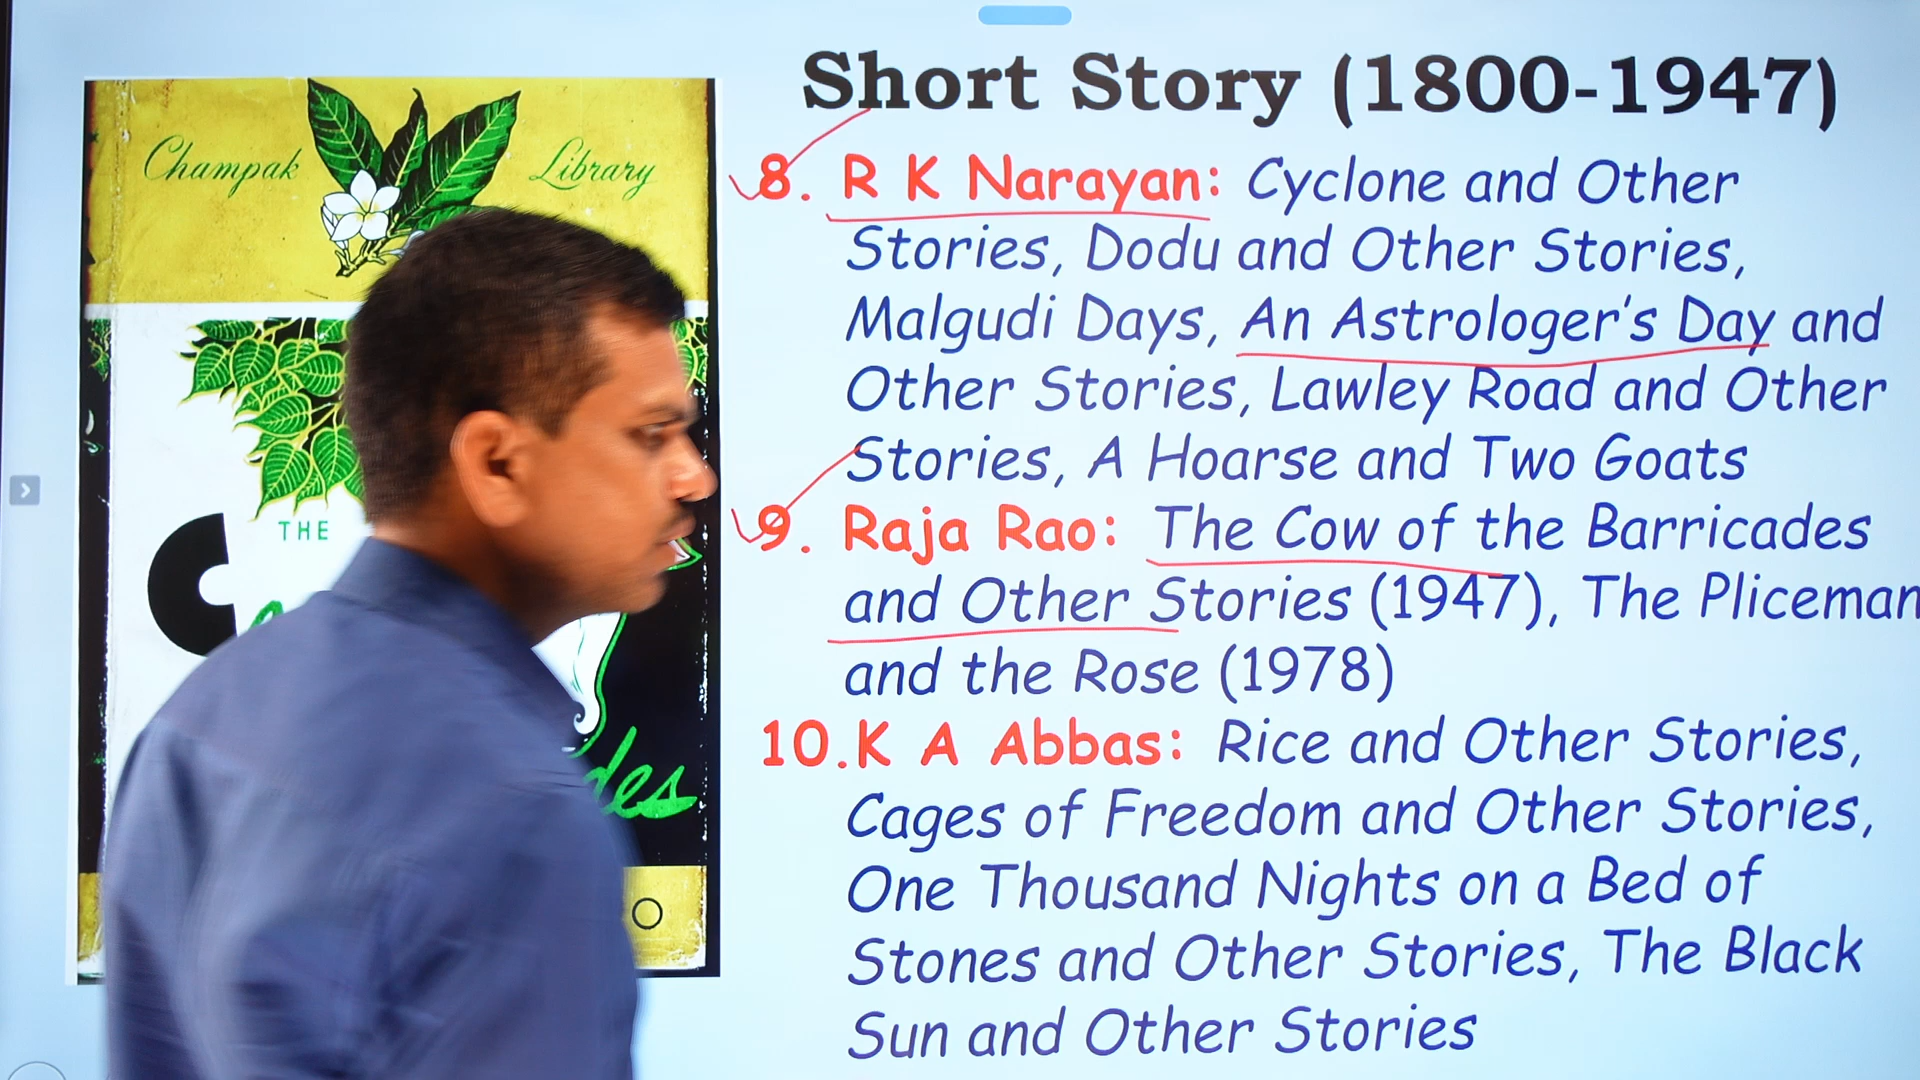 Champak Library
THE
des
O
Short Story (1800-1947)
8. R K Narayan: Cyclone and Other
Stories, Dodu and Other Stories,
Malgudi Days, An Astrologer's Day and
Other Stories, Lawley Road and Other
Stories, A Hoarse and Two Goats
9. Raja Rao: The Cow of the Barricades
and Other Stories (1947), The Pliceman
and the Rose (1978)
10. K A Abbas: Rice and Other Stories,
Cages of Freedom and Other Stories,
One Thousand Nights on a Bed of
Stones and Other Stories, The Black
Sun and Other Stories